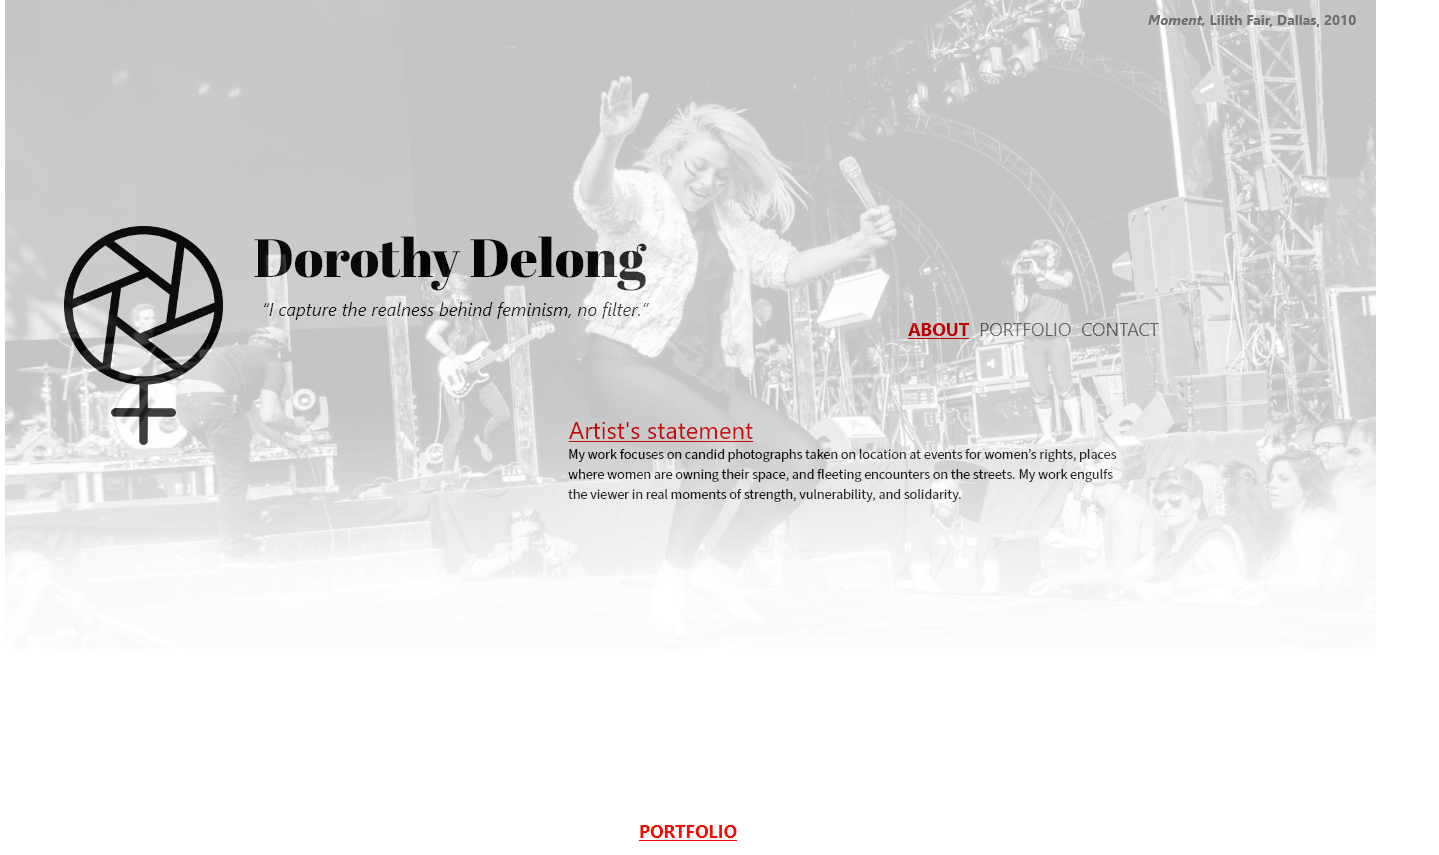 Moment, Lilith Fair, Dallas, 2010
Dorothy Delong
“I capture the realness behind feminism, no filter.”
ABOUT PORTFOLIO CONTACT
Artist's statement
My work focuses on candid photographs taken on location at events for women’s rights, places
where women are owning their space, and fleeting encounters on the streets. My work engulfs
the viewer in real moments of strength, vulnerability, and solidarity.
PORTFOLIO